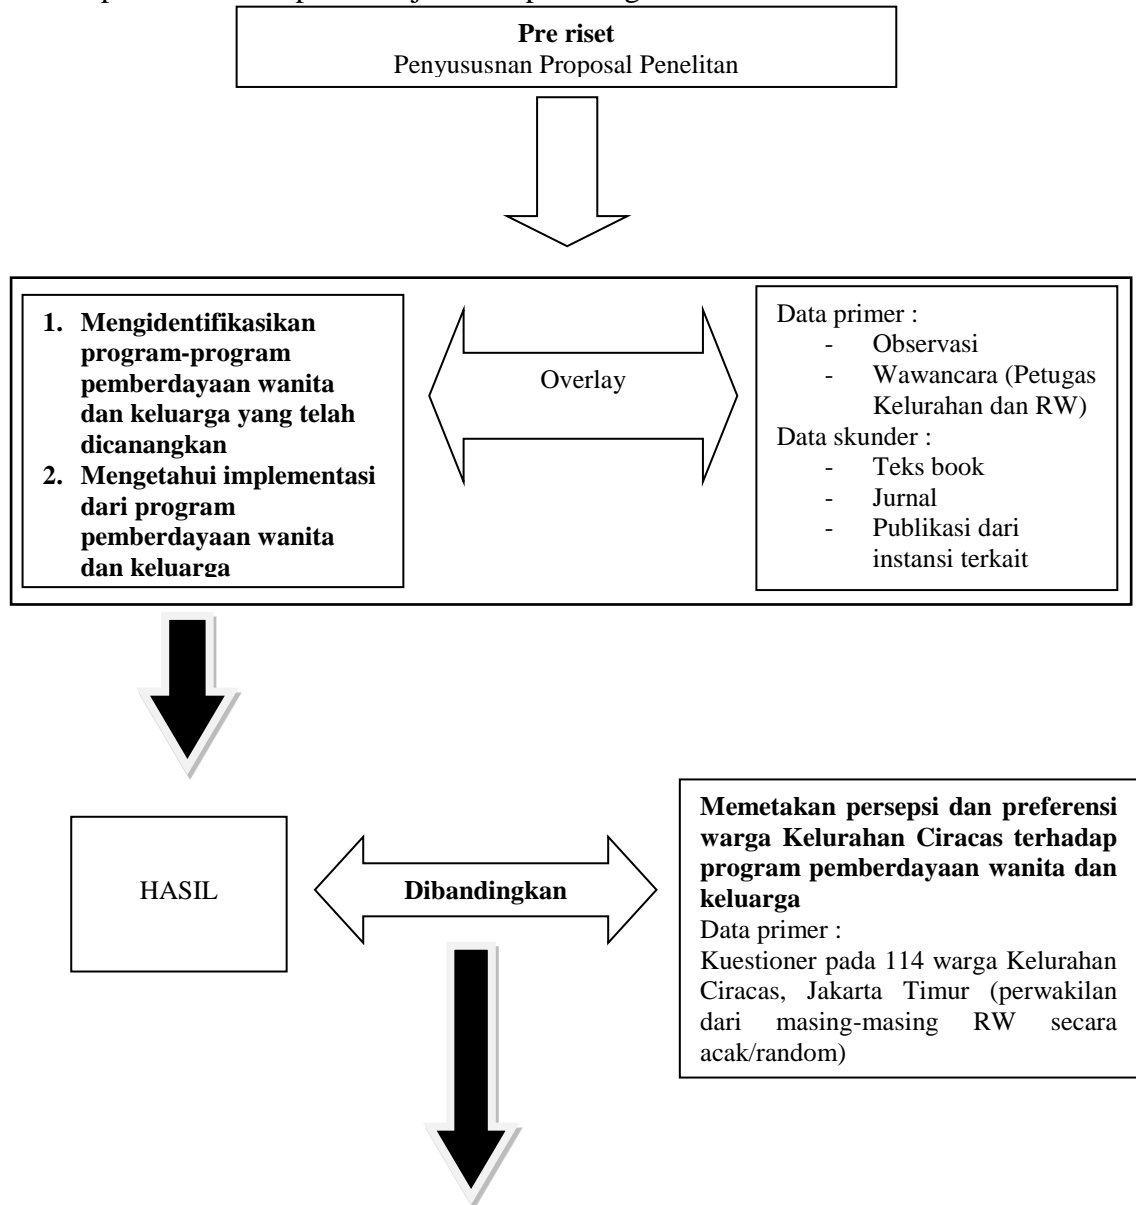 Pre riset
Penyususnan Proposal Penelitan
1. Mengidentifikasikan
program-program
pemberdayaan wanita
dan keluarga yang telah
dicanangkan
2. Mengetahui implementasi
dari program
pemberdayaan wanita
dan keluarga
Overlay
Data primer :
- Observasi
- Wawancara (Petugas
Kelurahan dan RW)
Data skunder :
- Teks book
- Jurnal
- Publikasi dari
instansi terkait
HASIL
Dibandingkan
Memetakan persepsi dan preferensi
warga Kelurahan Ciracas terhadap
program pemberdayaan wanita dan
keluarga
Data primer :
Kuestioner pada 114 warga Kelurahan
Ciracas, Jakarta Timur (perwakilan
dari masing-masing RW secara
acak/random)